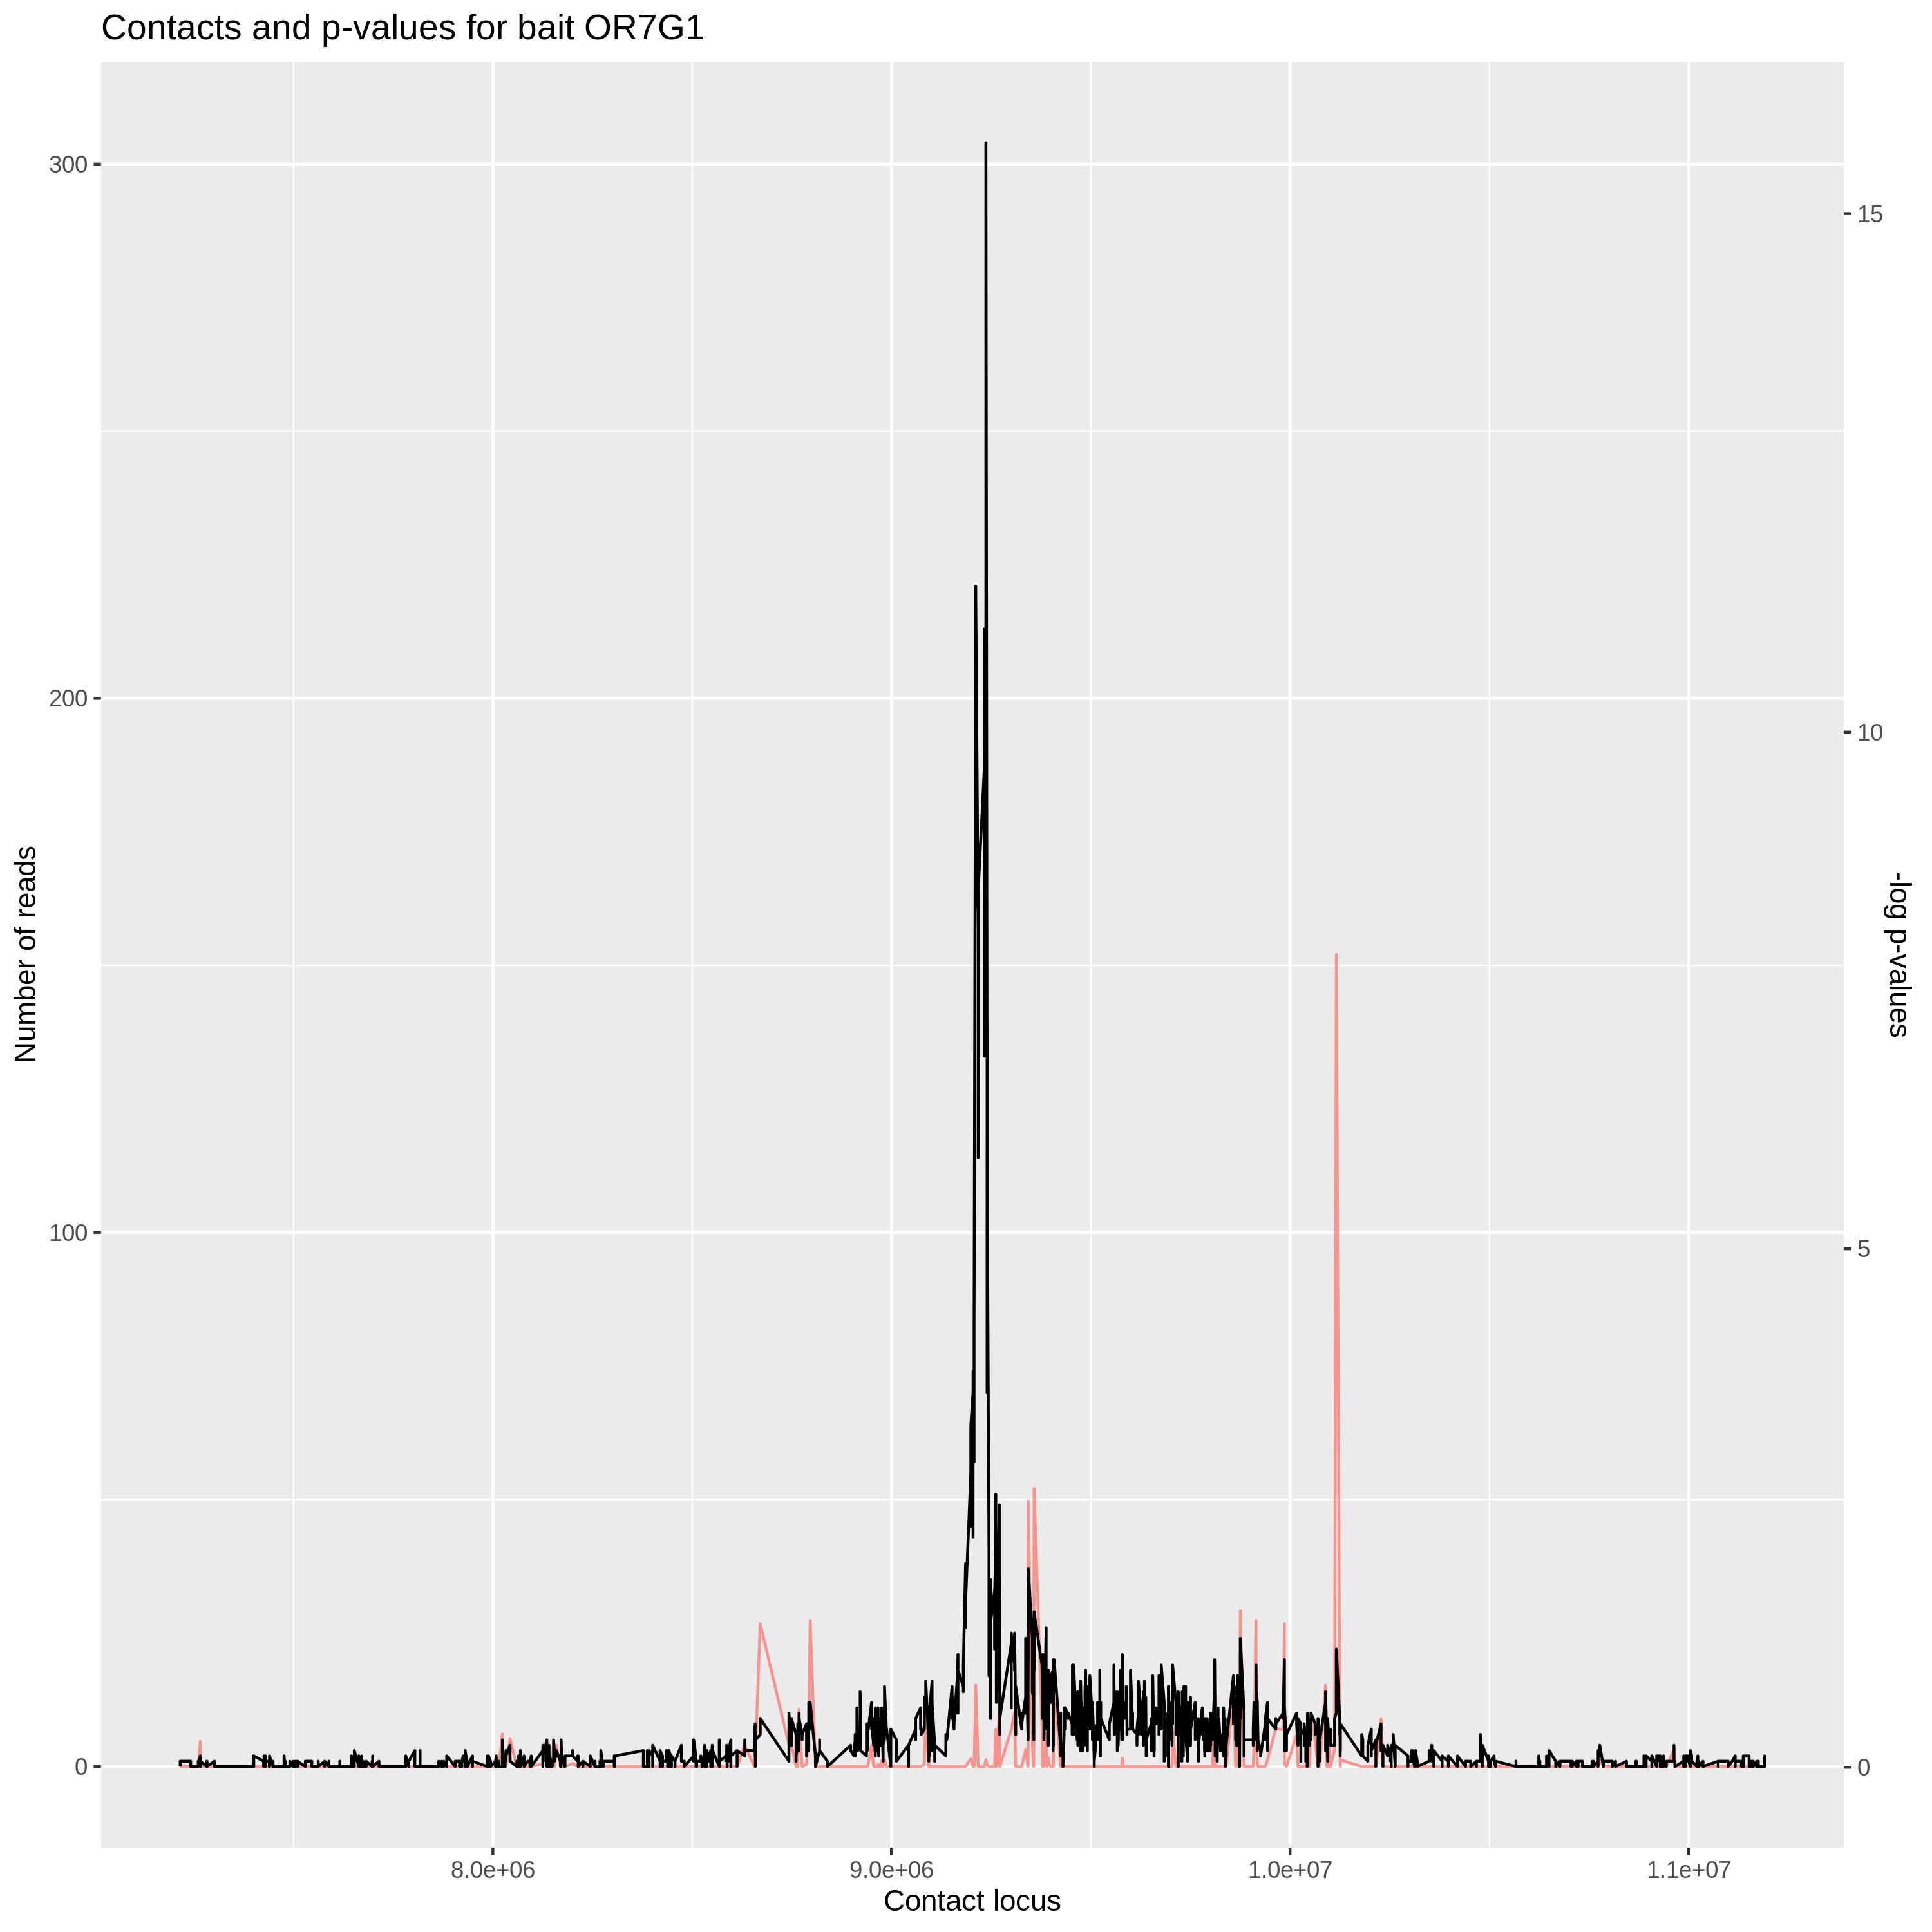 Contacts and p-values for bait OR7G1
300
200
100
0
Number of reads
15
10
5
0
-log p-values
8.0e+06
9.0e+06
1.0e+07
1.1e+07
Contact locus